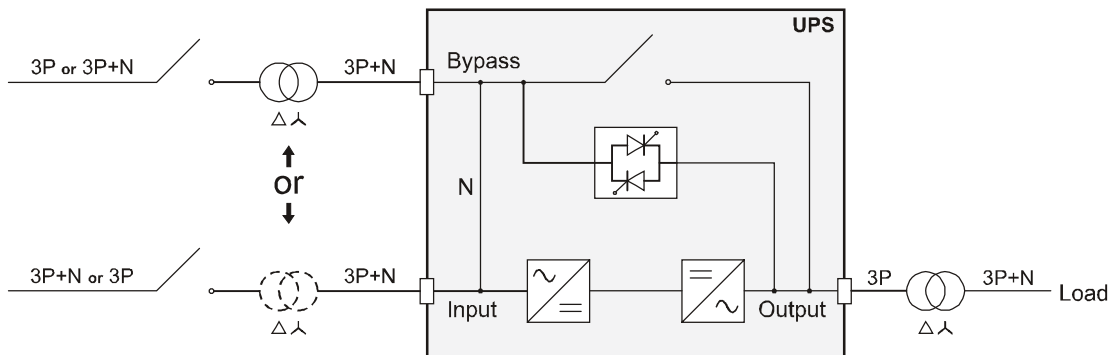 UPS
3P or 3P+N
3P+N
Bypass
or
N
3P+N or 3P
3P+N
Input
Output
3P
3P+N
Load